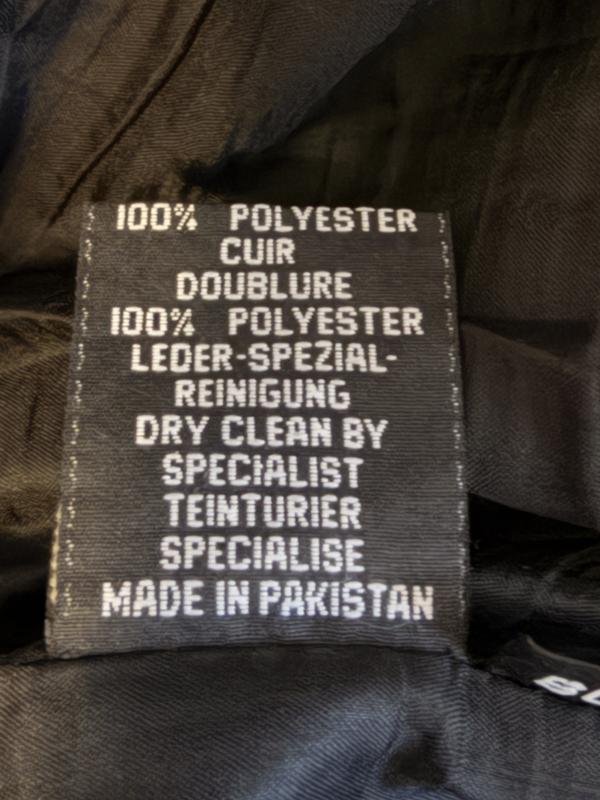 100% POLYESTER
CUIR
DOUBLURE
100% POLYESTER
LEDER-SPEZIAL-
REINIGUNG
DRY CLEAN BY
SPECIALIST
TEINTURIER
SPECIALISE
MADE IN PAKISTAN